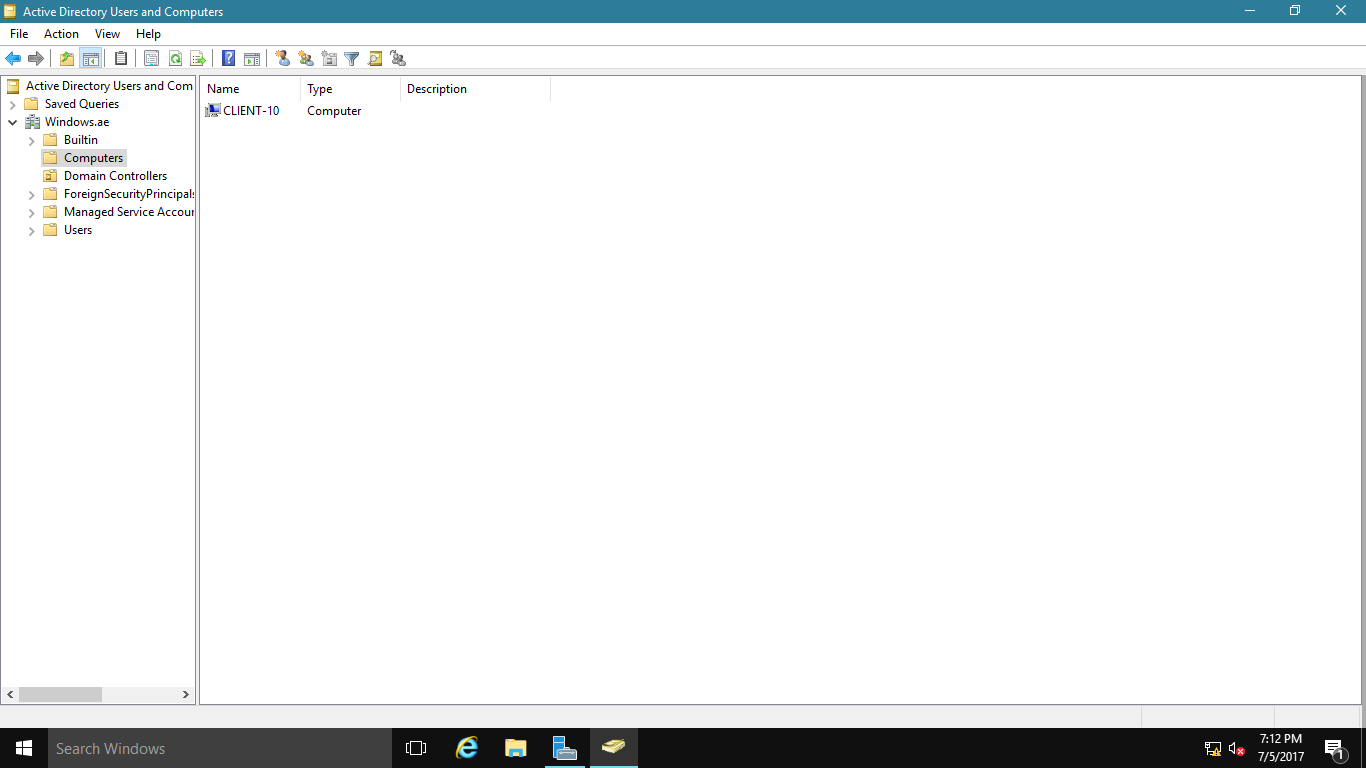 Active Directory Users and Computers
File Action View Help
Active Directory Users and Com
Saved Queries
Windows.ae
Builtin
Computers
Domain Controllers
ForeignSecurityPrincipals
Managed Service Accour
Users
Name Type Description
CLIENT-10 Computer
Search Windows
7:12 PM
7/5/2017
1